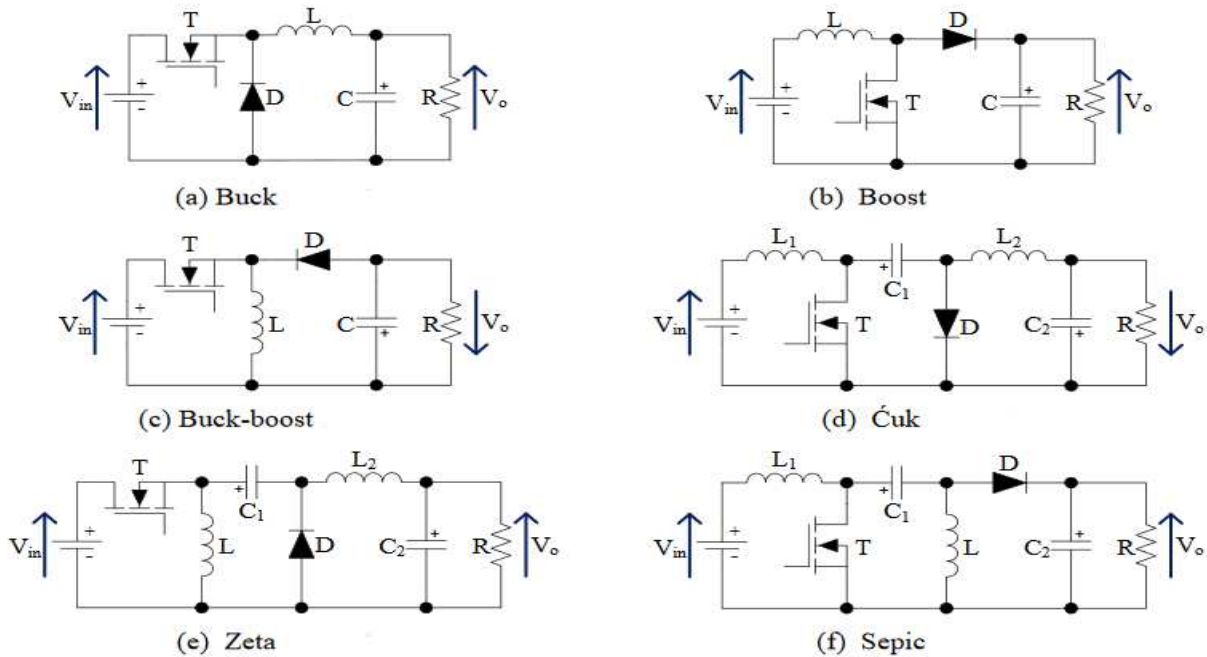 T
L
V_in
+
-
D
C
+
R
V_o
(a) Buck
L
D
V_in
+
-
T
C
+
R
V_o
(b) Boost
T
D
V_in
+
-
L
C
+
R
V_o
(c) Buck-boost
L_1
L_2
V_in
+
-
+
C_1
T
D
C_2
+
R
V_o
(d) Ćuk
T
L_2
V_in
+
-
+
C_1
L
D
C_2
+
R
V_o
(e) Zeta
L_1
D
V_in
+
-
+
C_1
T
L
C_2
+
R
V_o
(f) Sepic